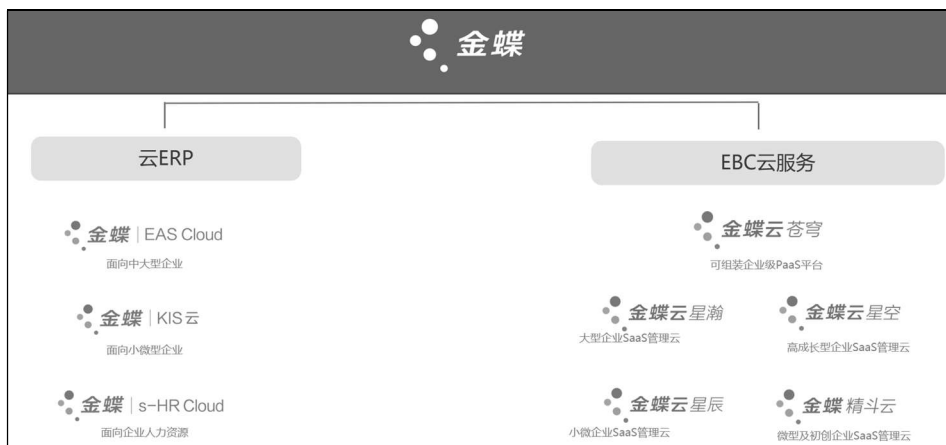 金蝶
云ERP
EBC云服务
金蝶 | EAS Cloud
面向中大型企业
金蝶 | KIS云
面向小微型企业
金蝶 | s-HR Cloud
面向企业人力资源
金蝶云苍穹
可组装企业级PaaS平台
金蝶云星瀚
大型企业SaaS管理云
金蝶云星空
高成长型企业SaaS管理云
金蝶云星辰
小微企业SaaS管理云
金蝶 精斗云
微型及初创企业SaaS管理云